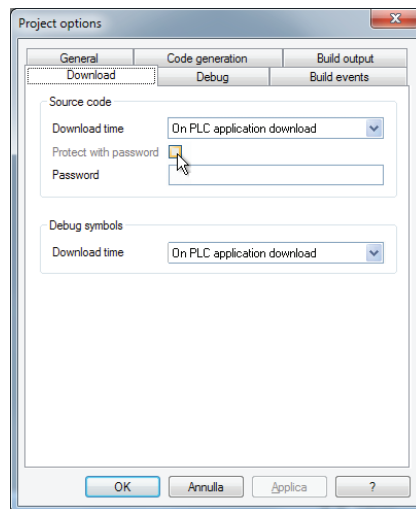 Project options
General Code generation Build output
Download Debug Build events
Source code
Download time On PLC application download
Protect with password
Password
Debug symbols
Download time On PLC application download
OK Annulla Applica ?